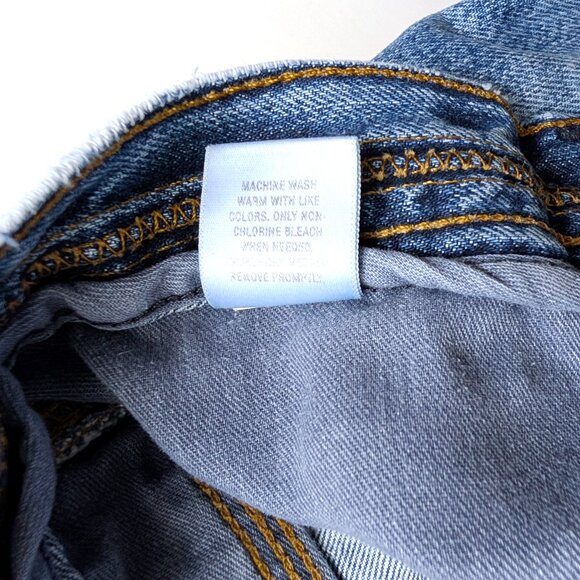 MACHINE WASH
WARM WITH LIKE
COLORS. ONLY NON-
CHLORINE BLEACH
WHEN NEEDED.
REMOVE PROMPTLY.